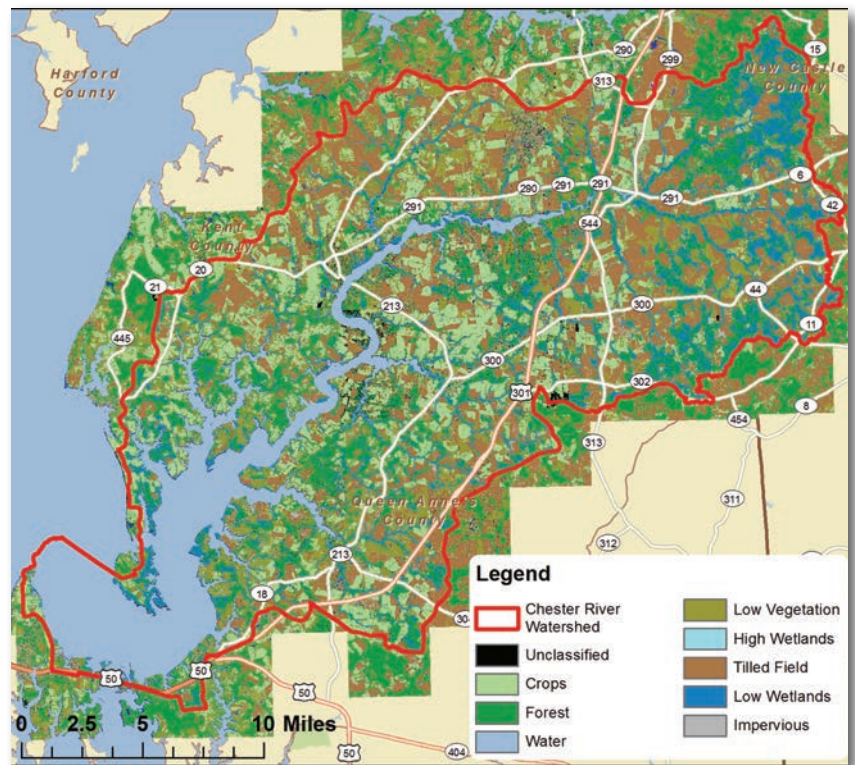 290
15
299
Harford
County
New Castle
County
313
291
290
291
291
6
291
42
Kent
County
544
20
21
213
44
300
445
11
300
301
302
454
8
313
311
Queen Anne's
County
312
213
18
304
50
50
50
404
50
Legend
Chester River
Watershed
Unclassified
Crops
Forest
Water
Low Vegetation
High Wetlands
Tilled Field
Low Wetlands
Impervious
0 2.5 5 10 Miles